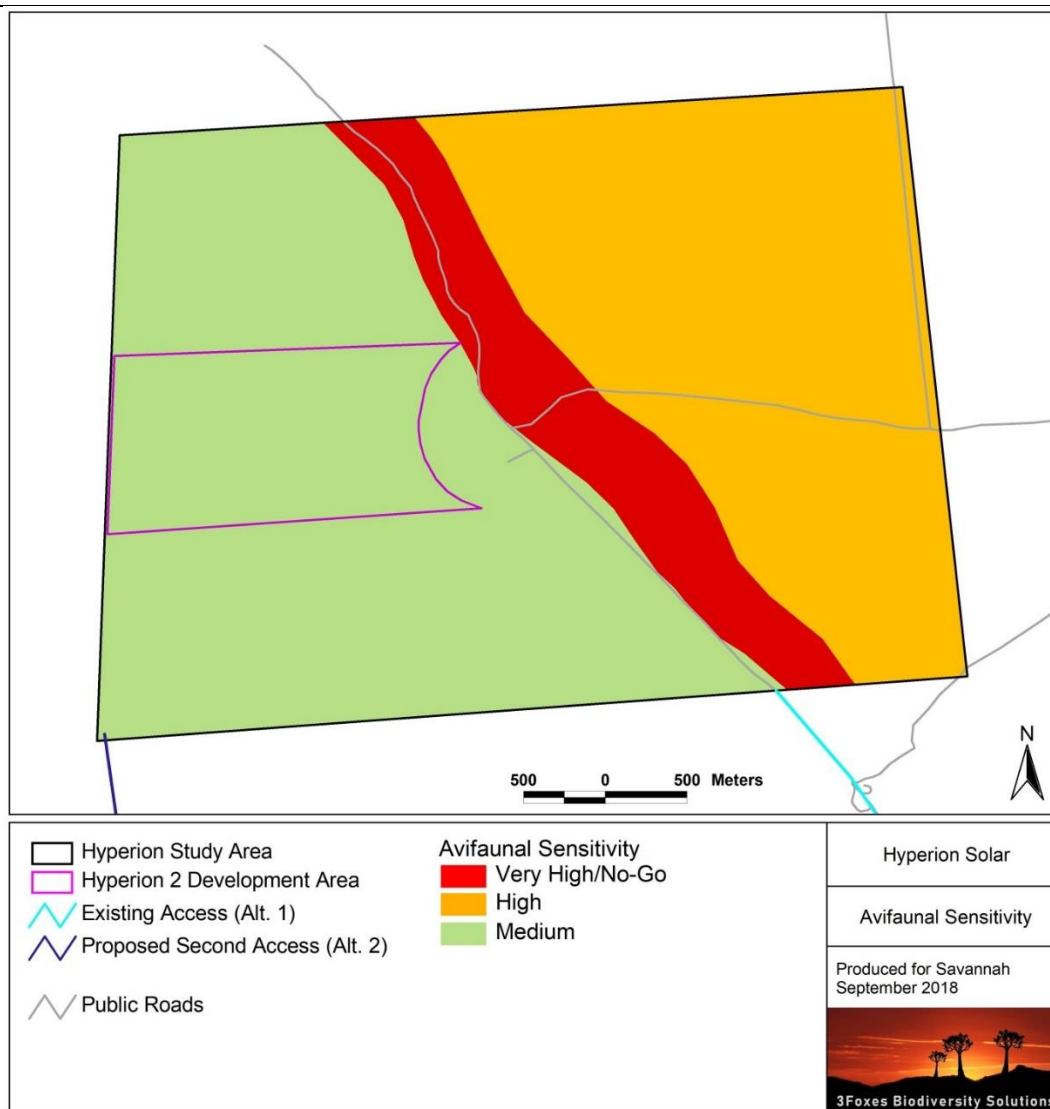 N
500 0 500 Meters
Hyperion Study Area
Hyperion 2 Development Area
Existing Access (Alt. 1)
Proposed Second Access (Alt. 2)
Public Roads
Avifaunal Sensitivity
Very High/No-Go
High
Medium
Hyperion Solar
Avifaunal Sensitivity
Produced for Savannah
September 2018
3Foxes Biodiversity Solutions